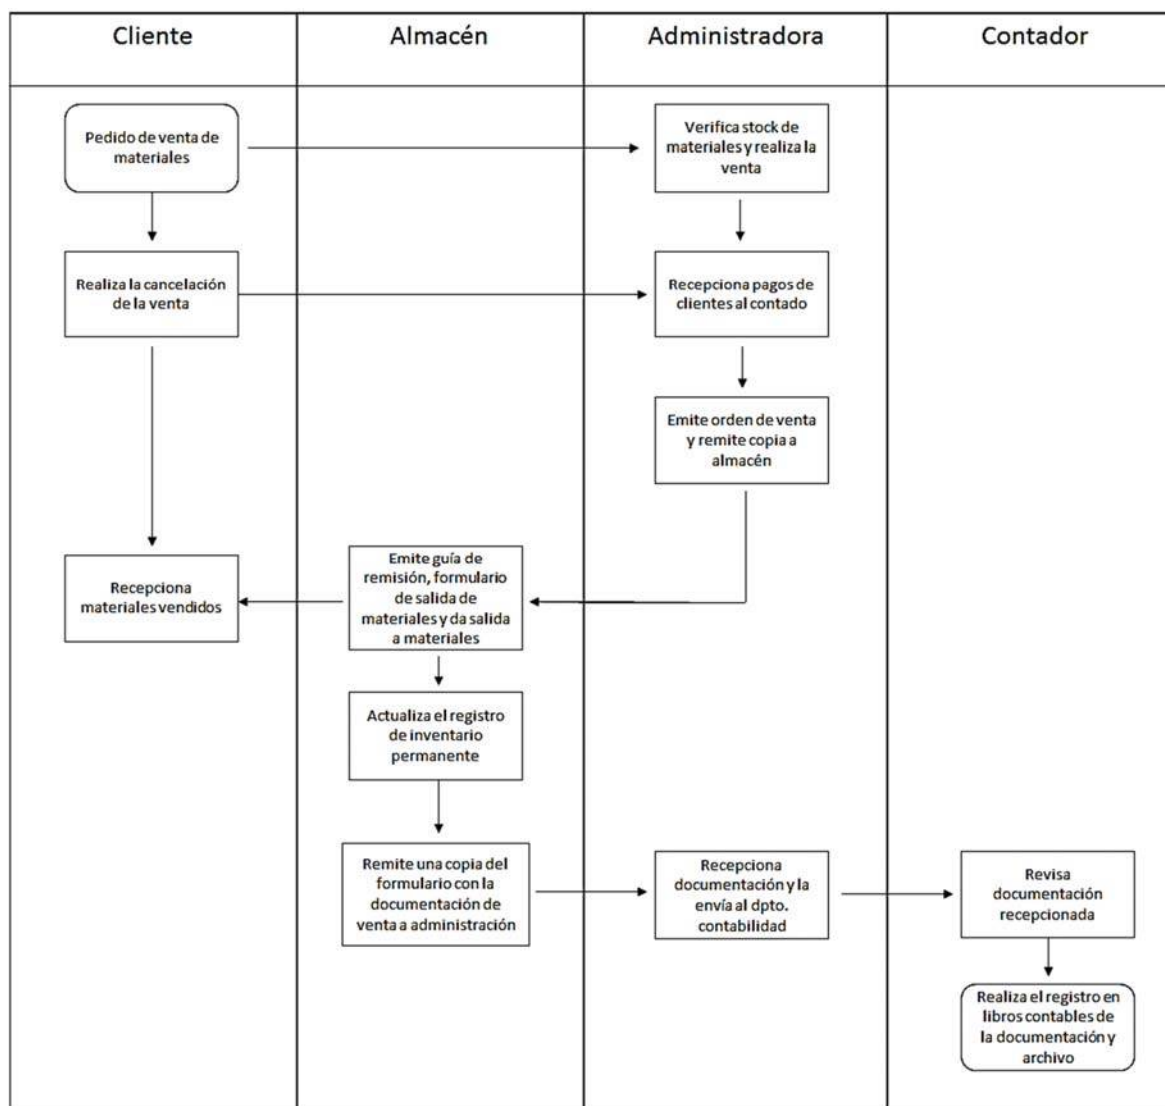 Cliente
Almacén
Administradora
Contador
Pedido de venta de
materiales
Verifica stock de
materiales y realiza la
venta
Realiza la cancelación
de la venta
Recepciona pagos de
clientes al contado
Emite orden de venta
y remite copia a
almacén
Recepciona
materiales vendidos
Emite guía de
remisión, formulario
de salida de
materiales y da salida
a materiales
Actualiza el registro
de inventario
permanente
Remite una copia del
formulario con la
documentación de
venta a administración
Recepciona
documentación y la
envía al dpto.
contabilidad
Revisa
documentación
recepcionada
Realiza el registro en
libros contables de
la documentación y
archivo